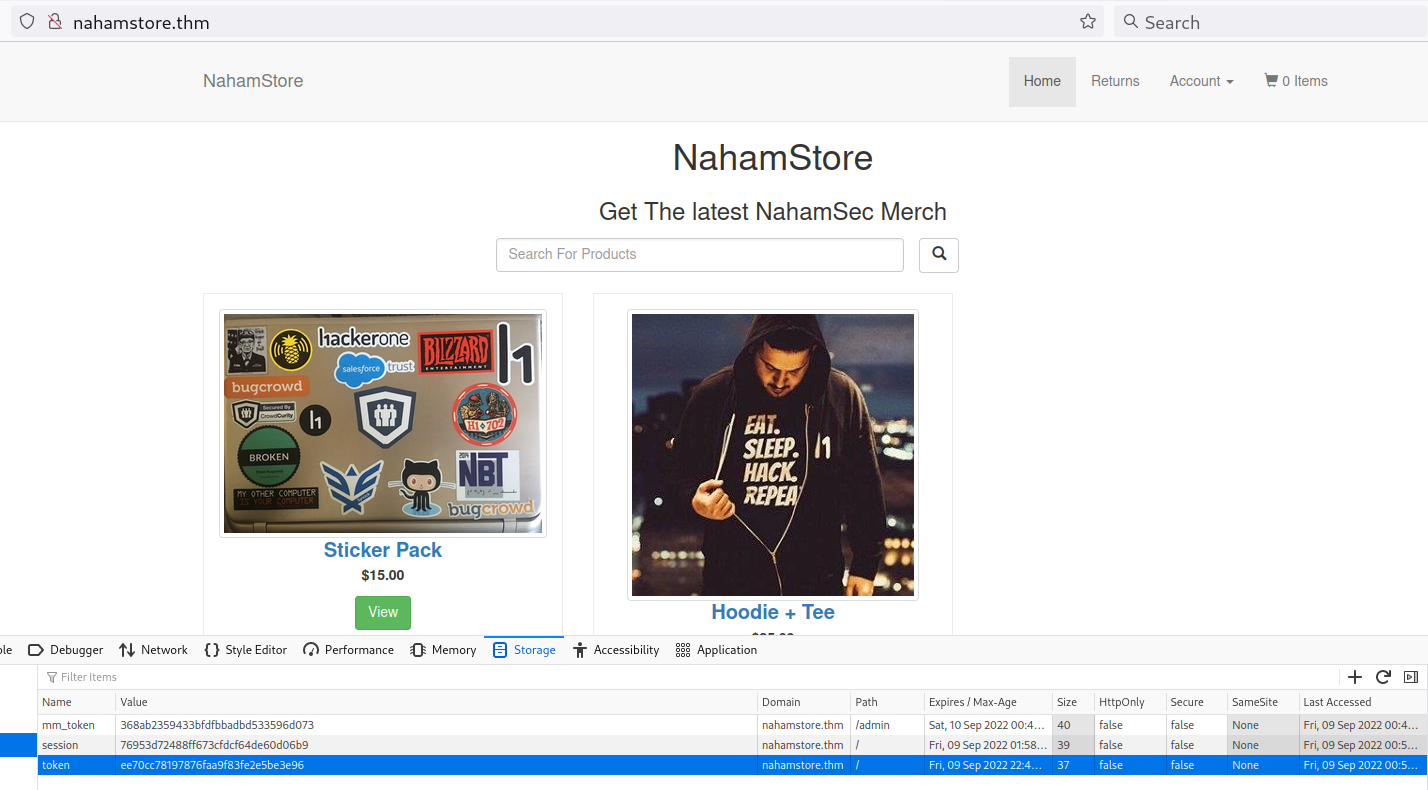 nahamstore.thm
Search
NahamStore
Home
Returns
Account
0 Items
NahamStore
Get The latest NahamSec Merch
Search For Products
hackerone
BLIZZARD
ENTERTAINMENT
h1
salesforce
trust
bugcrowd
Secured By
CrowdCurity
h1
H1 702
BROKEN
2014
NBT
MY OTHER COMPUTER
IS YOUR COMPUTER
bugcrowd
EAT.
SLEEP.
HACK.
REPEAT
h1
Sticker Pack
$15.00
View
Hoodie + Tee
Debugger
Network
Style Editor
Performance
Memory
Storage
Accessibility
Application
Filter Items
Name Value Domain Path Expires / Max-Age Size HttpOnly Secure SameSite Last Accessed
mm_token 368ab2359433bfdfbbadbd533596d073 nahamstore.thm /admin Sat, 10 Sep 2022 00:4... 40 false false None Fri, 09 Sep 2022 00:4...
session 76953d72488ff673cfdcf64de60d06b9 nahamstore.thm / Fri, 09 Sep 2022 01:58... 39 false false None Fri, 09 Sep 2022 00:5...
token ee70cc78197876faa9f83fe2e5be3e96 nahamstore.thm / Fri, 09 Sep 2022 22:4... 37 false false None Fri, 09 Sep 2022 00:5...